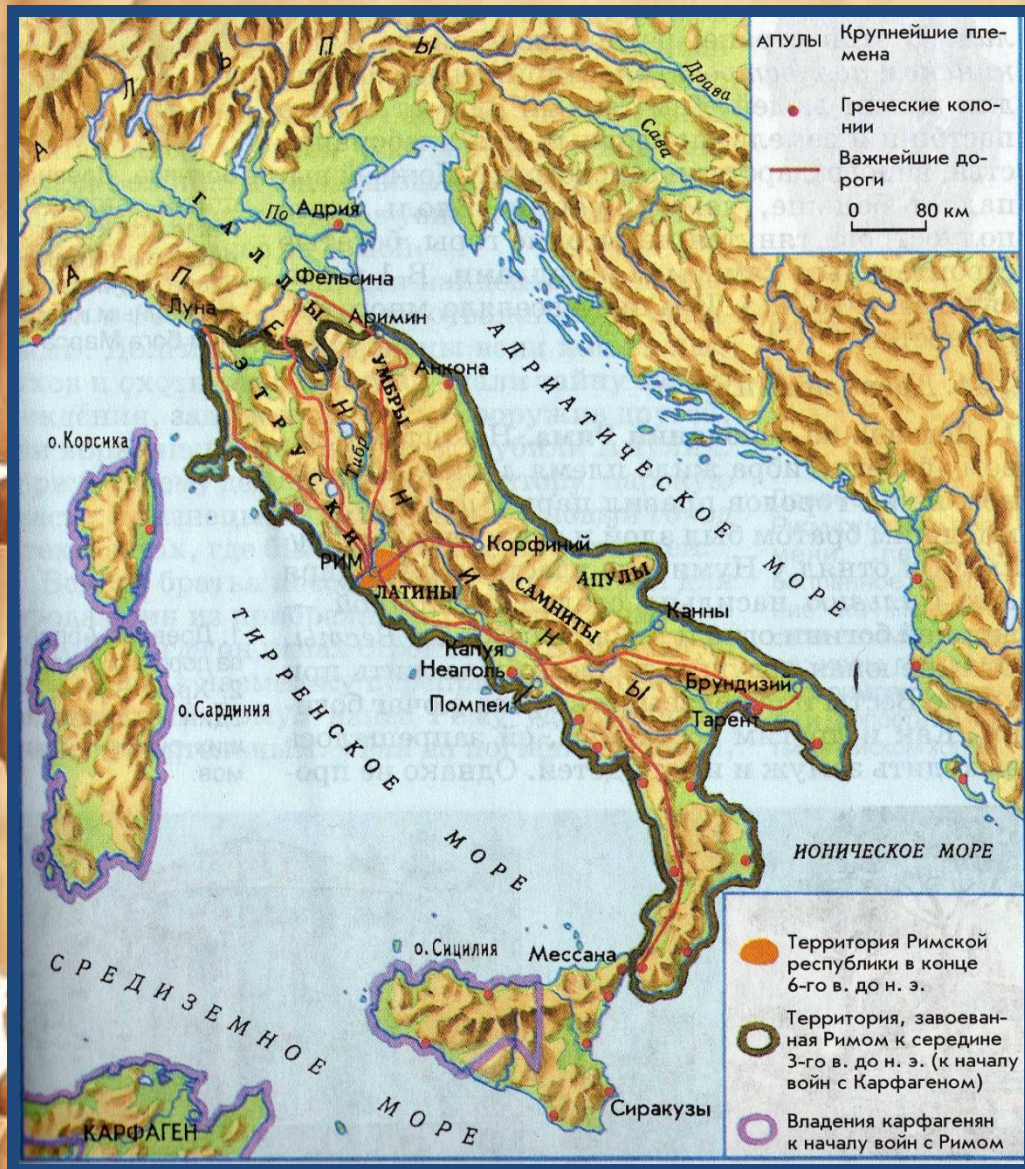 АПУЛЫ Крупнейшие пле-
мена
Греческие коло-
нии
Важнейшие до-
роги
0 80 км
АЛЬПЫ
Драва
Сава
ГАЛЛЫ
По
Адрия
Фельсина
Луна
Аримин
АПЕННИНЫ
ЭТРУСКИ
УМБРЫ
Анкона
АДРИАТИЧЕСКОЕ
МОРЕ
Тибр
о.Корсика
РИМ
Корфиний
ЛАТИНЫ
САМНИТЫ
АПУЛЫ
Канны
Капуя
Неаполь
Помпеи
Брундизий
Тарент
о.Сардиния
ТИРРЕНСКОЕ
МОРЕ
ИОНИЧЕСКОЕ МОРЕ
о.Сицилия
Мессана
Сиракузы
СРЕДИЗЕМНОЕ
МОРЕ
КАРФАГЕН
Территория Римской
республики в конце
6-го в. до н. э.
Территория, завоеван-
ная Римом к середине
3-го в. до н. э. (к началу
войн с Карфагеном)
Владения карфагенян
к началу войн с Римом